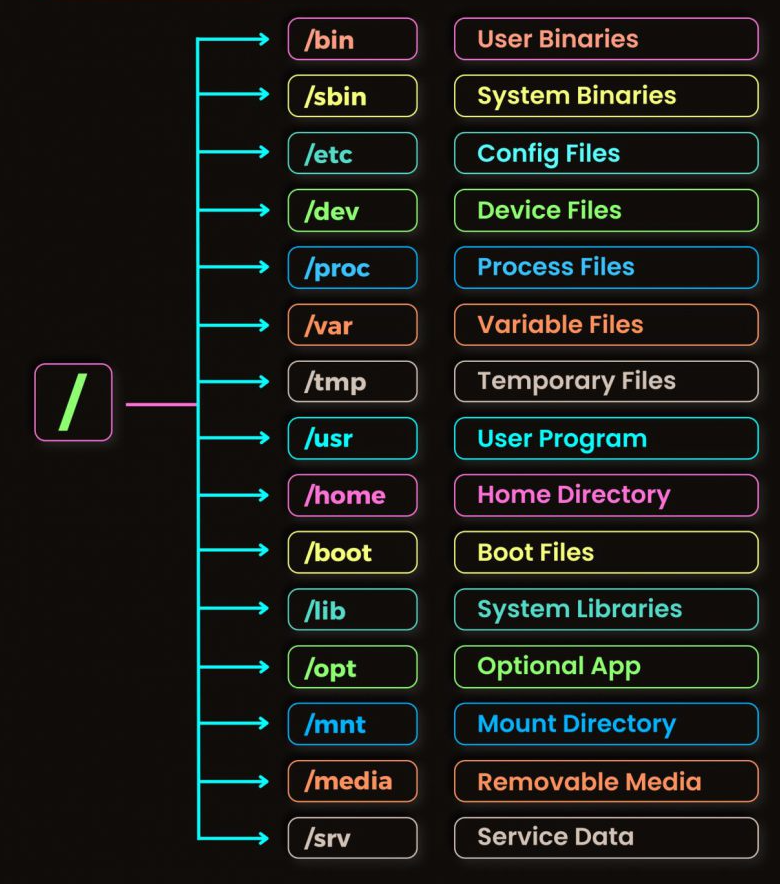 /bin User Binaries
/sbin System Binaries
/etc Config Files
/dev Device Files
/proc Process Files
/var Variable Files
/tmp Temporary Files
/
/usr User Program
/home Home Directory
/boot Boot Files
/lib System Libraries
/opt Optional App
/mnt Mount Directory
/media Removable Media
/srv Service Data